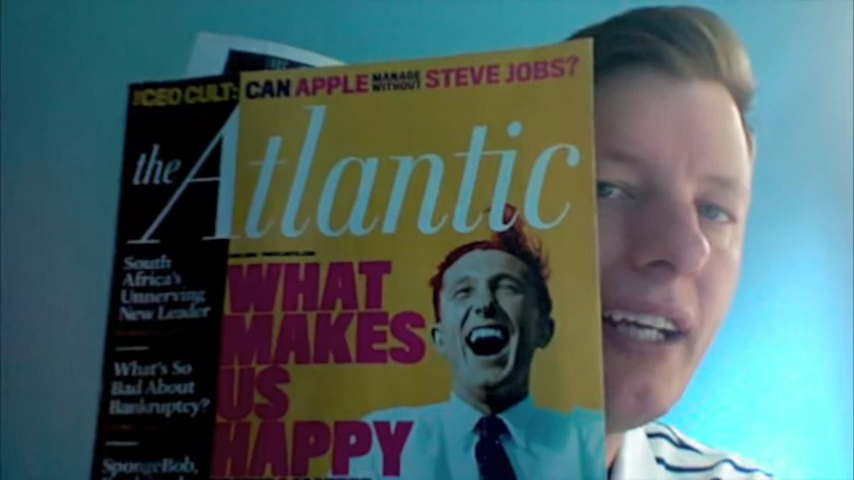 CEO CULT: CAN APPLE MANAGE WITHOUT STEVE JOBS?
the Atlantic
South
Africa's
Unnerving
New Leader
What's So
Bad About
Bankruptcy?
SpongeBob,
WHAT
MAKES
US
HAPPY